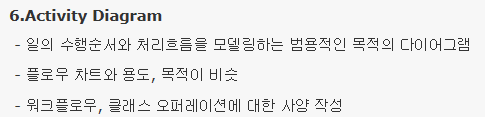 6.Activity Diagram
- 일의 수행순서와 처리흐름을 모델링하는 범용적인 목적의 다이어그램
- 플로우 차트와 용도, 목적이 비슷
- 워크플로우, 클래스 오퍼레이션에 대한 사양 작성